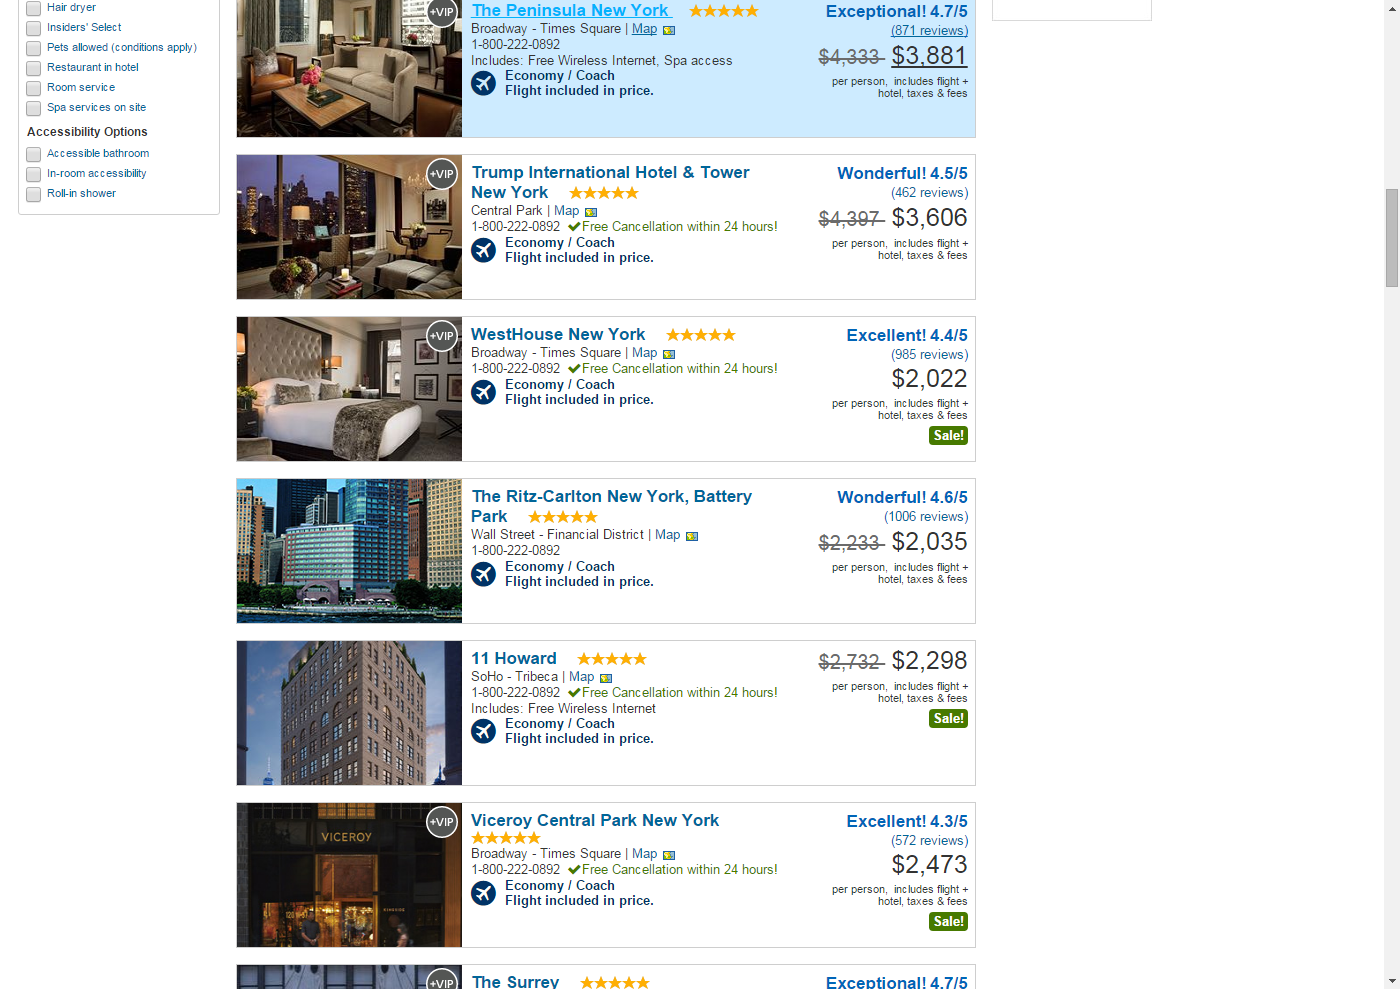 Hair dryer
Insiders' Select
Pets allowed (conditions apply)
Restaurant in hotel
Room service
Spa services on site
Accessibility Options
Accessible bathroom
In-room accessibility
Roll-in shower
+VIP
The Peninsula New York
Broadway - Times Square | Map
1-800-222-0892
Includes: Free Wireless Internet, Spa access
Economy / Coach
Flight included in price.
Exceptional! 4.7/5
(871 reviews)
$4,333 $3,881
per person, includes flight +
hotel, taxes & fees
+VIP
Trump International Hotel & Tower
New York
Central Park | Map
1-800-222-0892 Free Cancellation within 24 hours!
Economy / Coach
Flight included in price.
Wonderful! 4.5/5
(462 reviews)
$4,397 $3,606
per person, includes flight +
hotel, taxes & fees
+VIP
WestHouse New York
Broadway - Times Square | Map
1-800-222-0892 Free Cancellation within 24 hours!
Economy / Coach
Flight included in price.
Excellent! 4.4/5
(985 reviews)
$2,022
per person, includes flight +
hotel, taxes & fees
Sale!
The Ritz-Carlton New York, Battery
Park
Wall Street - Financial District | Map
1-800-222-0892
Economy / Coach
Flight included in price.
Wonderful! 4.6/5
(1006 reviews)
$2,233 $2,035
per person, includes flight +
hotel, taxes & fees
11 Howard
SoHo - Tribeca | Map
1-800-222-0892 Free Cancellation within 24 hours!
Includes: Free Wireless Internet
Economy / Coach
Flight included in price.
$2,732 $2,298
per person, includes flight +
hotel, taxes & fees
Sale!
+VIP
VICEROY
Viceroy Central Park New York
Broadway - Times Square | Map
1-800-222-0892 Free Cancellation within 24 hours!
Economy / Coach
Flight included in price.
Excellent! 4.3/5
(572 reviews)
$2,473
per person, includes flight +
hotel, taxes & fees
Sale!
+VIP
The Surrey
Exceptional! 4.7/5